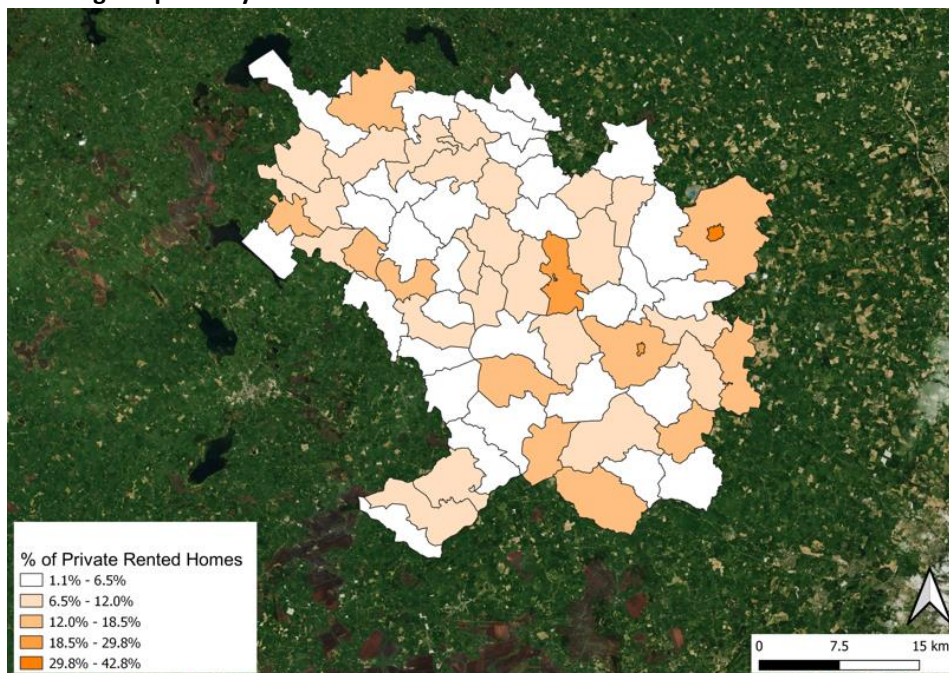 % of Private Rented Homes
1.1% - 6.5%
6.5% - 12.0%
12.0% - 18.5%
18.5% - 29.8%
29.8% - 42.8%
0 7.5 15 km